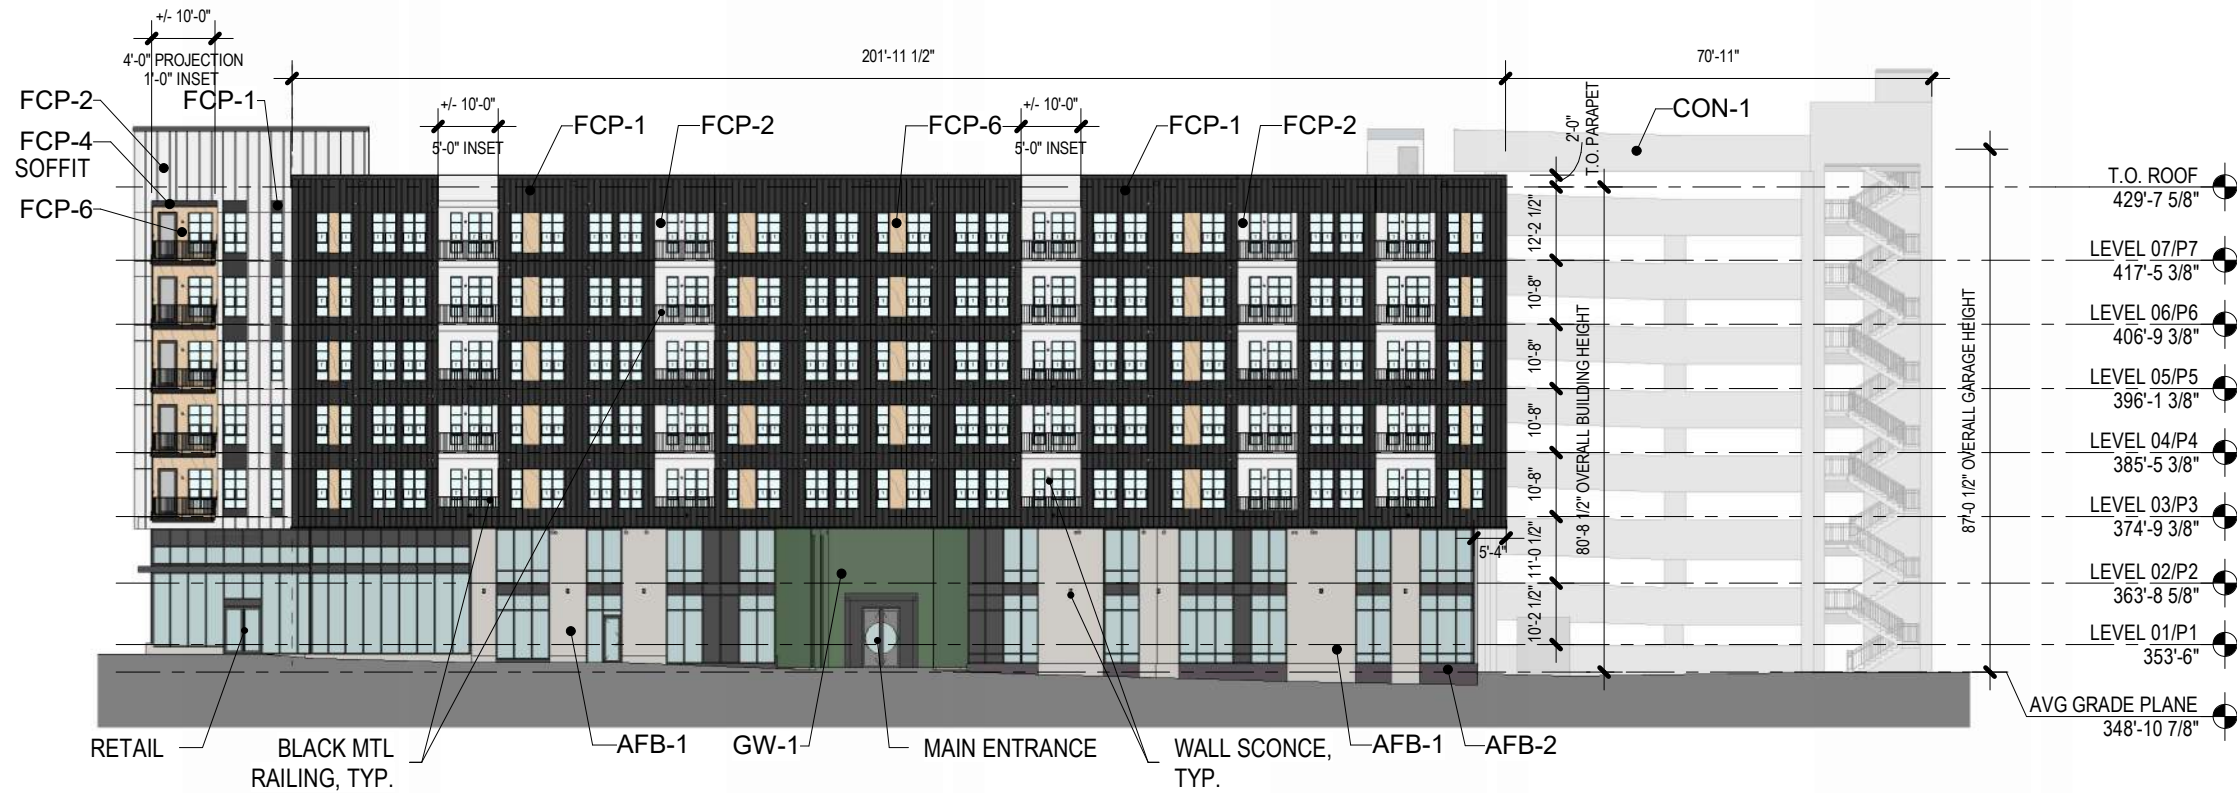 +/- 10'-0"
4'-0" PROJECTION
1'-0" INSET
201'-11 1/2"
70'-11"
FCP-2
FCP-1
FCP-4
SOFFIT
FCP-6
+/- 10'-0"
5'-0" INSET
FCP-1
FCP-2
FCP-6
+/- 10'-0"
5'-0" INSET
FCP-1
FCP-2
2'-0"
T.O. PARAPET
CON-1
T.O. ROOF
429'-7 5/8"
12'-2 1/2"
LEVEL 07/P7
417'-5 3/8"
10'-8"
LEVEL 06/P6
406'-9 3/8"
10'-8"
LEVEL 05/P5
396'-1 3/8"
10'-8"
LEVEL 04/P4
385'-5 3/8"
10'-8"
LEVEL 03/P3
374'-9 3/8"
11'-0 1/2"
LEVEL 02/P2
363'-8 5/8"
10'-2 1/2"
LEVEL 01/P1
353'-6"
80'-8 1/2" OVERALL BUILDING HEIGHT
87'-0 1/2" OVERALL GARAGE HEIGHT
5'-4"
AVG GRADE PLANE
348'-10 7/8"
RETAIL
BLACK MTL
RAILING, TYP.
AFB-1
GW-1
MAIN ENTRANCE
WALL SCONCE,
TYP.
AFB-1
AFB-2